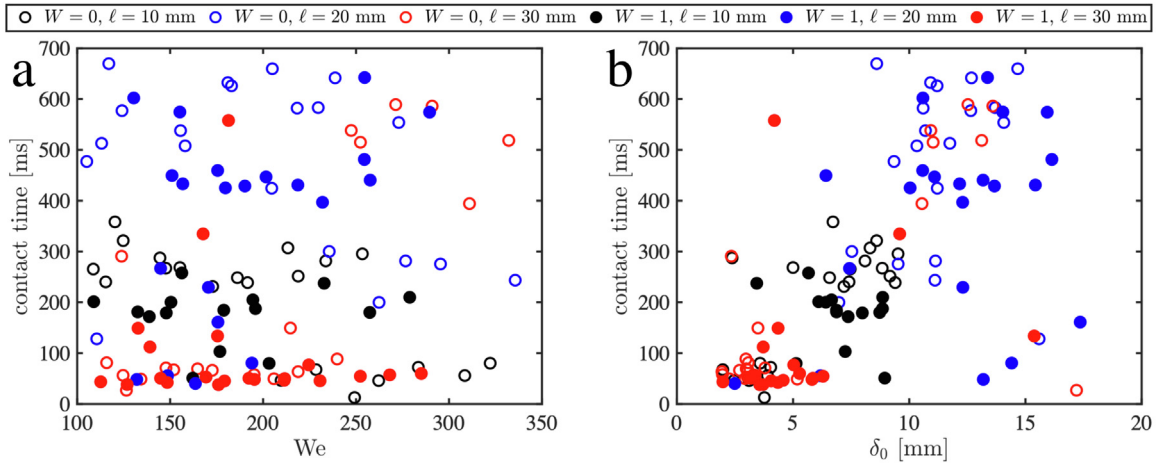 W = 0, ℓ = 10 mm W = 0, ℓ = 20 mm W = 0, ℓ = 30 mm W = 1, ℓ = 10 mm W = 1, ℓ = 20 mm W = 1, ℓ = 30 mm
a
contact time [ms]
700
600
500
400
300
200
100
0
100 150 200 250 300 350
We
b
contact time [ms]
700
600
500
400
300
200
100
0
0 5 10 15 20
δ₀ [mm]